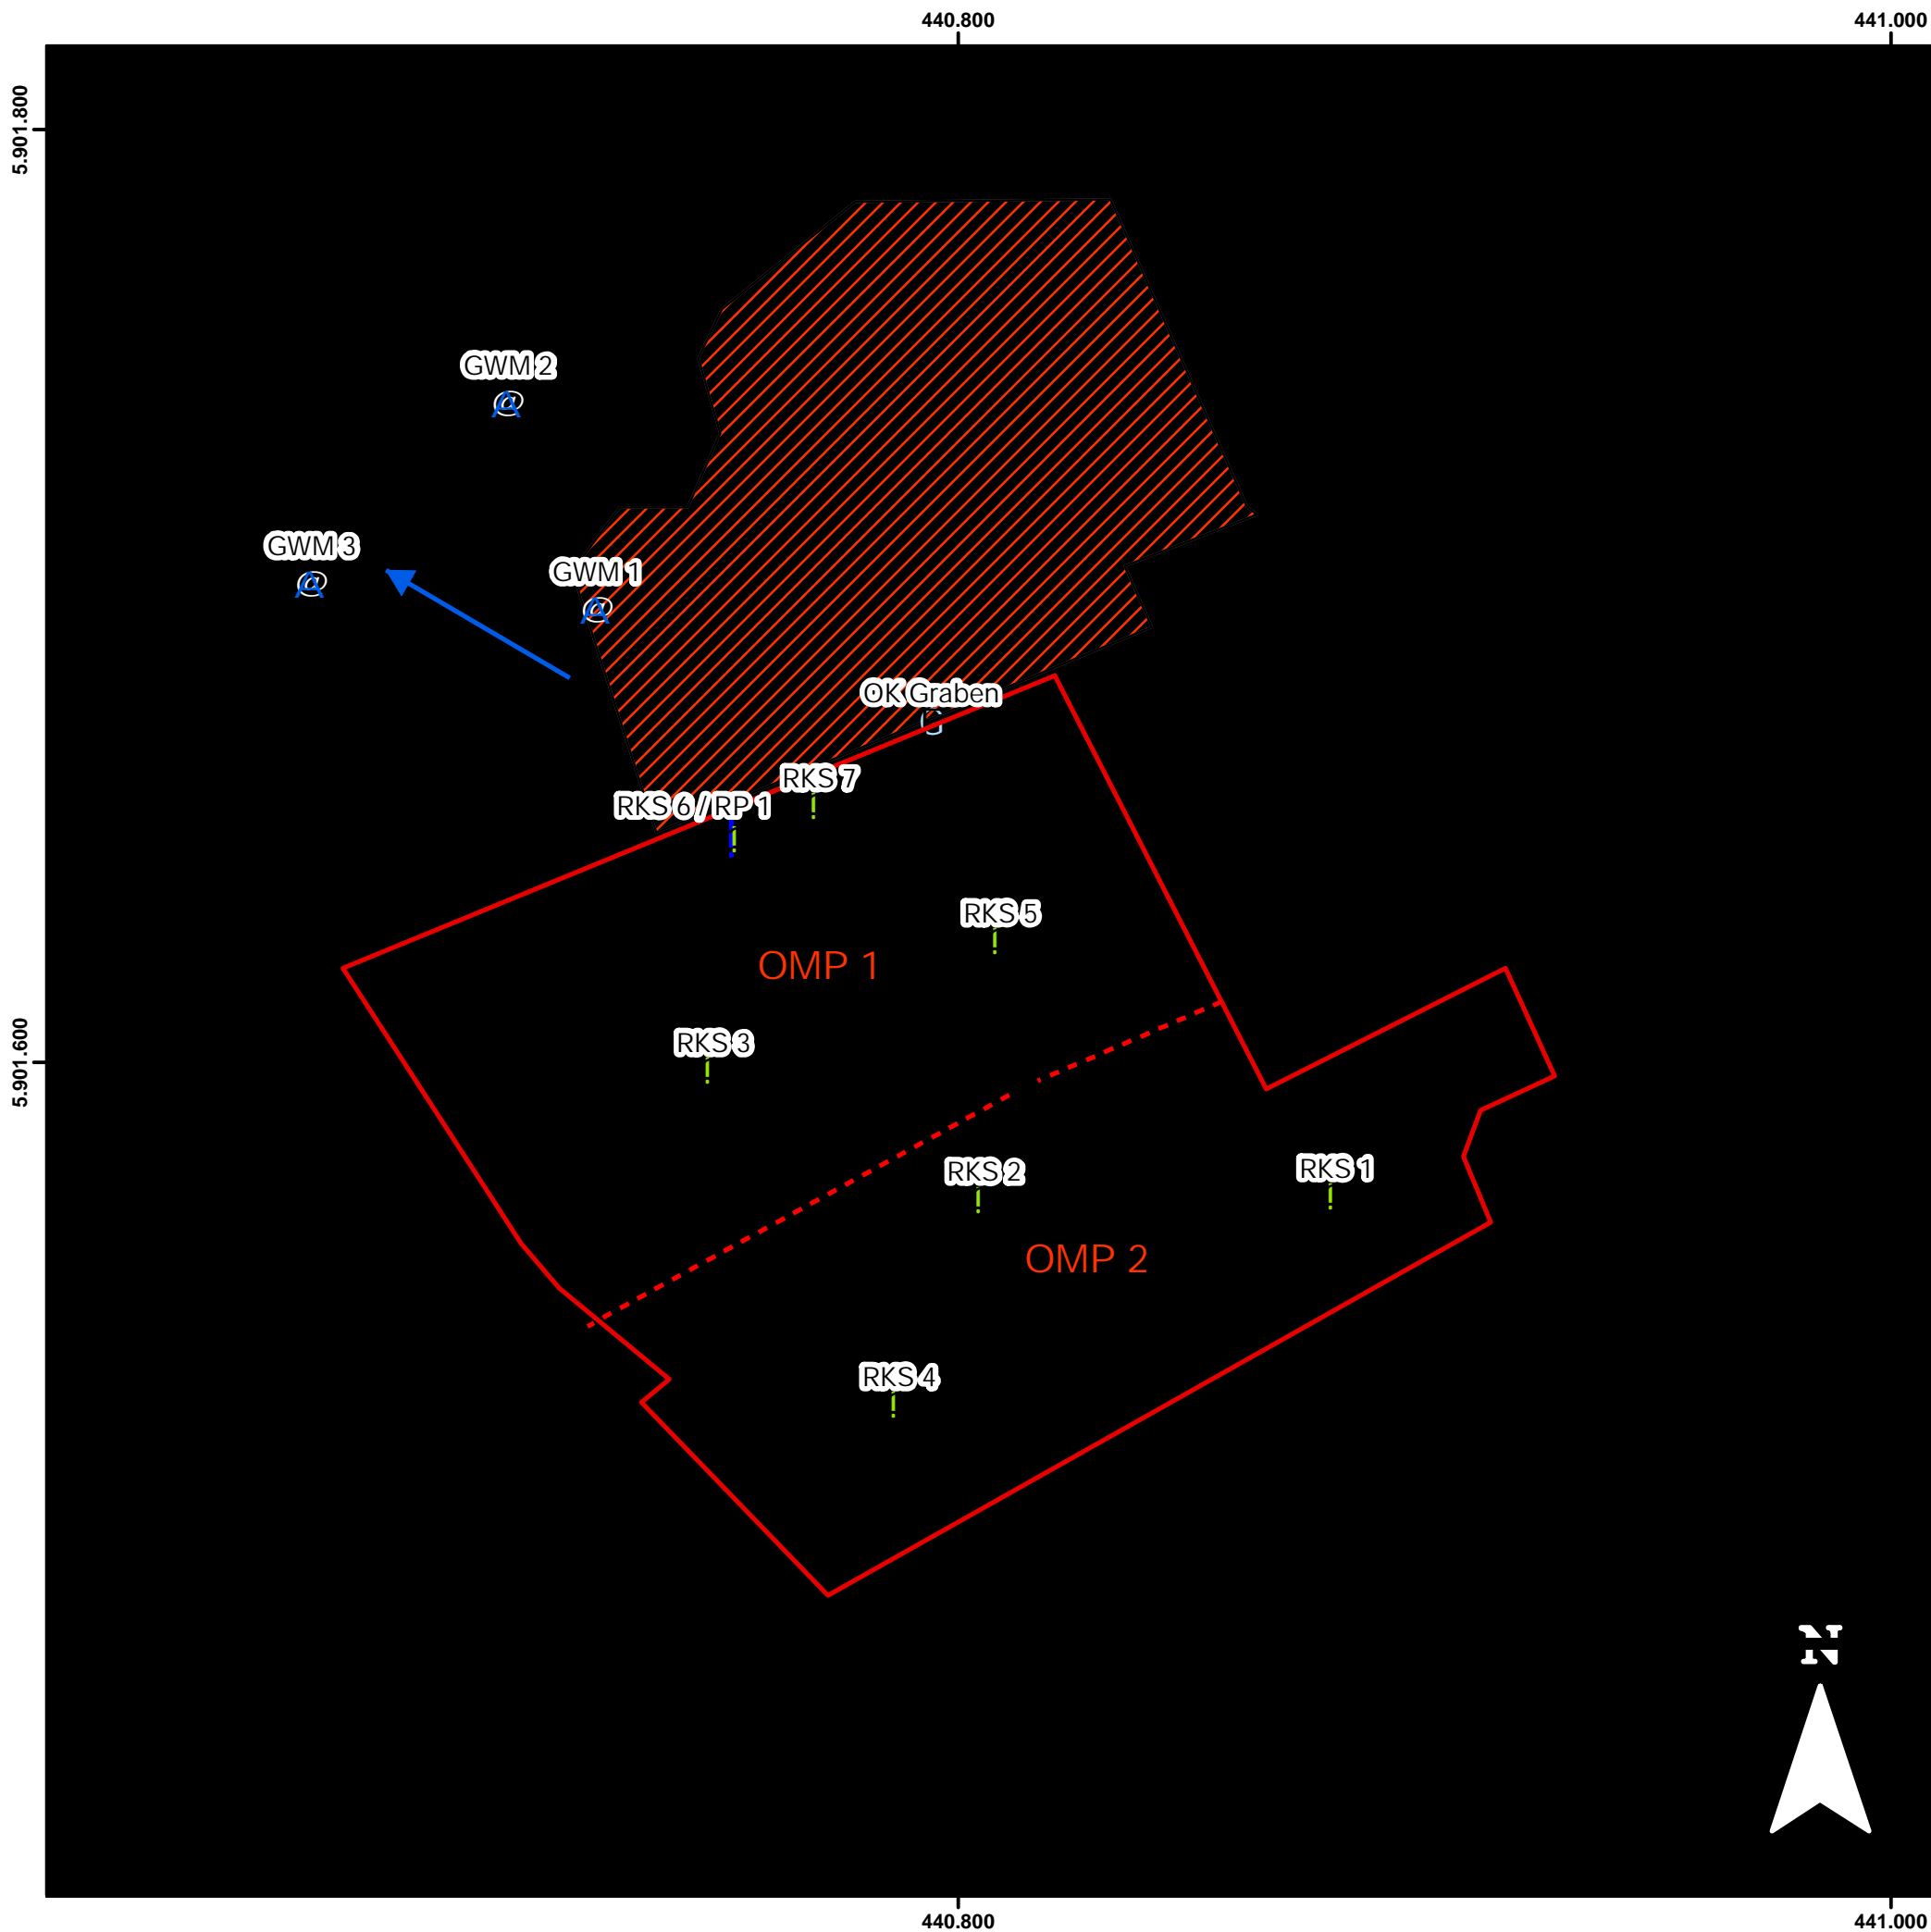 440.800
441.000
5.901.800
GWM 2
GWM 3
GWM 1
OK Graben
G
RKS 7
RKS 6 / RP 1
RKS 5
OMP 1
RKS 3
5.901.600
RKS 2
RKS 1
OMP 2
RKS 4
N
440.800
441.000